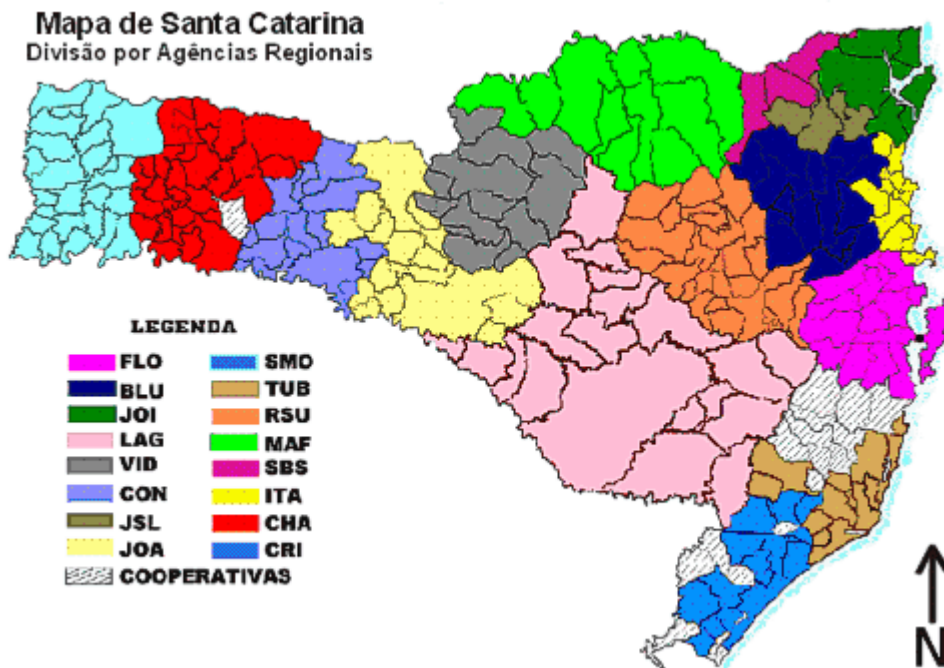 Mapa de Santa Catarina
Divisão por Agências Regionais
LEGENDA
FLO SMO
BLU TUB
JOI RSU
LAG MAF
VID SBS
CON ITA
JSL CHA
JOA CRI
COOPERATIVAS
N